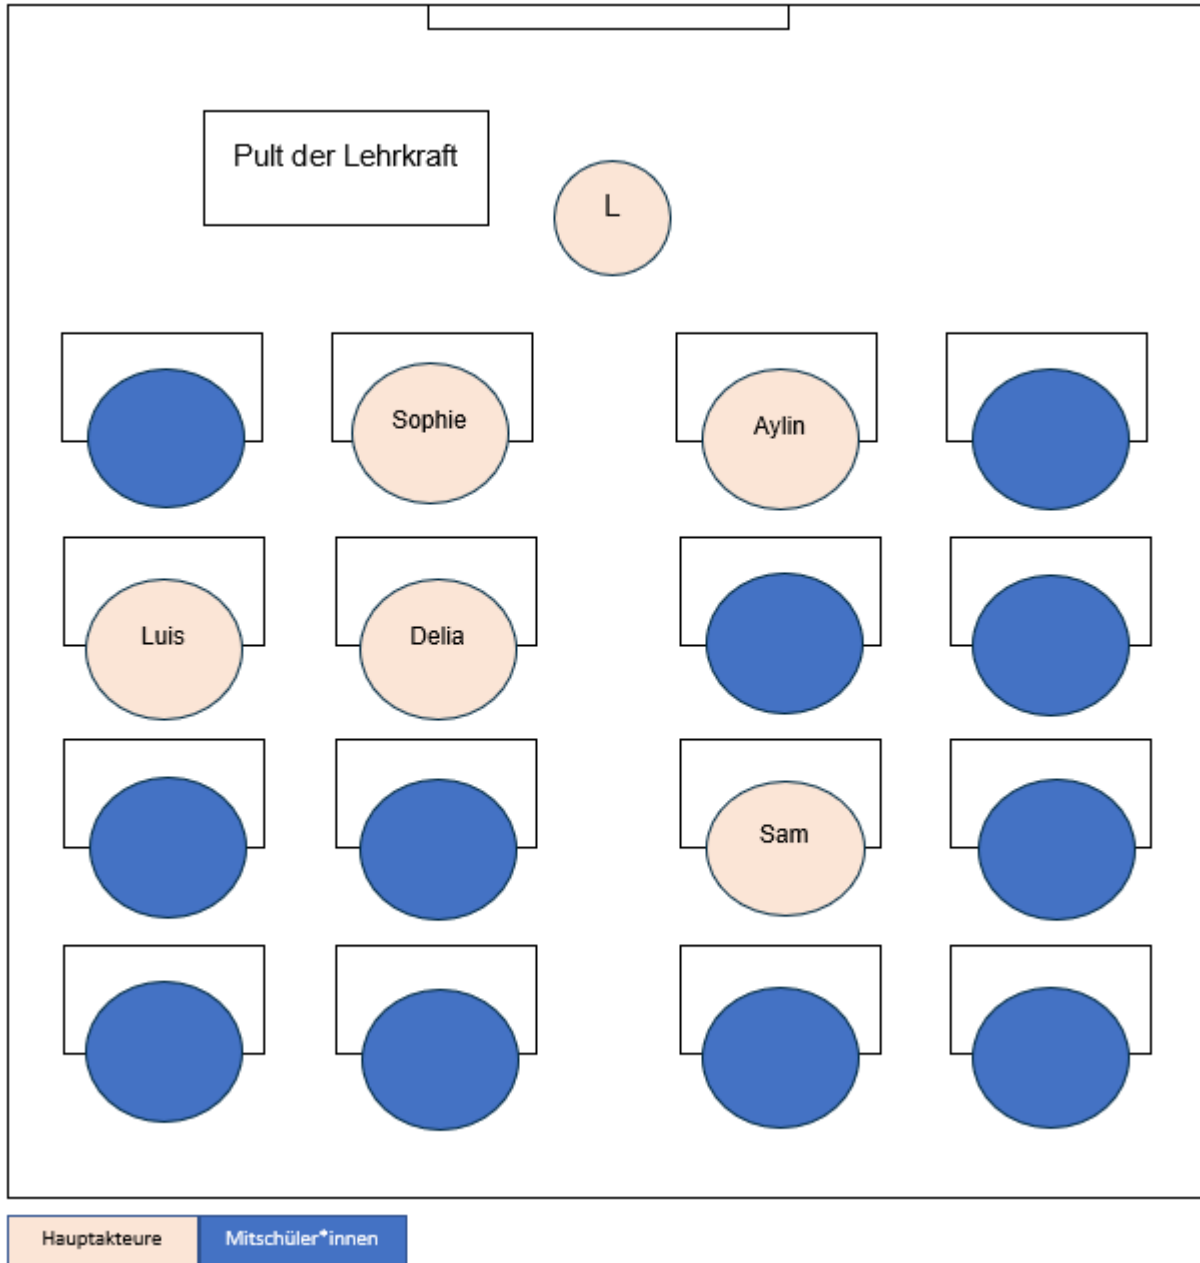 Pult der Lehrkraft
L
Sophie
Aylin
Luis
Delia
Sam
Hauptakteure
Mitschüler*innen